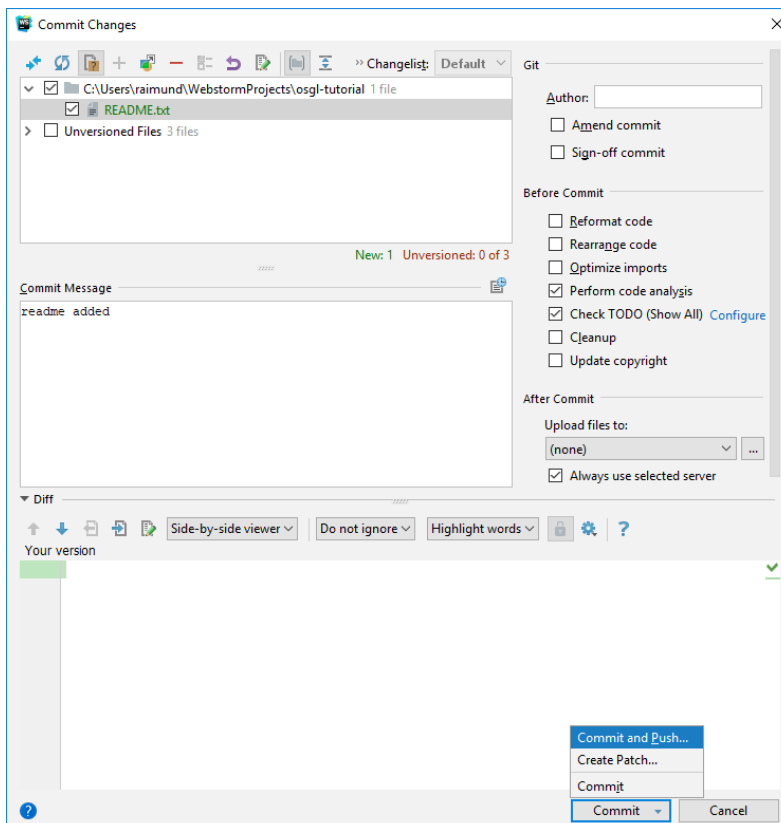 Commit Changes
» Changelist: Default
C:\Users\raimund\WebstormProjects\osgl-tutorial 1 file
README.txt
Unversioned Files 3 files
New: 1 Unversioned: 0 of 3
Commit Message
readme added
Git
Author:
Amend commit
Sign-off commit
Before Commit
Reformat code
Rearrange code
Optimize imports
Perform code analysis
Check TODO (Show All) Configure
Cleanup
Update copyright
After Commit
Upload files to:
(none) ...
Always use selected server
Diff
Side-by-side viewer Do not ignore Highlight words ?
Your version
Commit and Push...
Create Patch...
Commit
? Commit Cancel